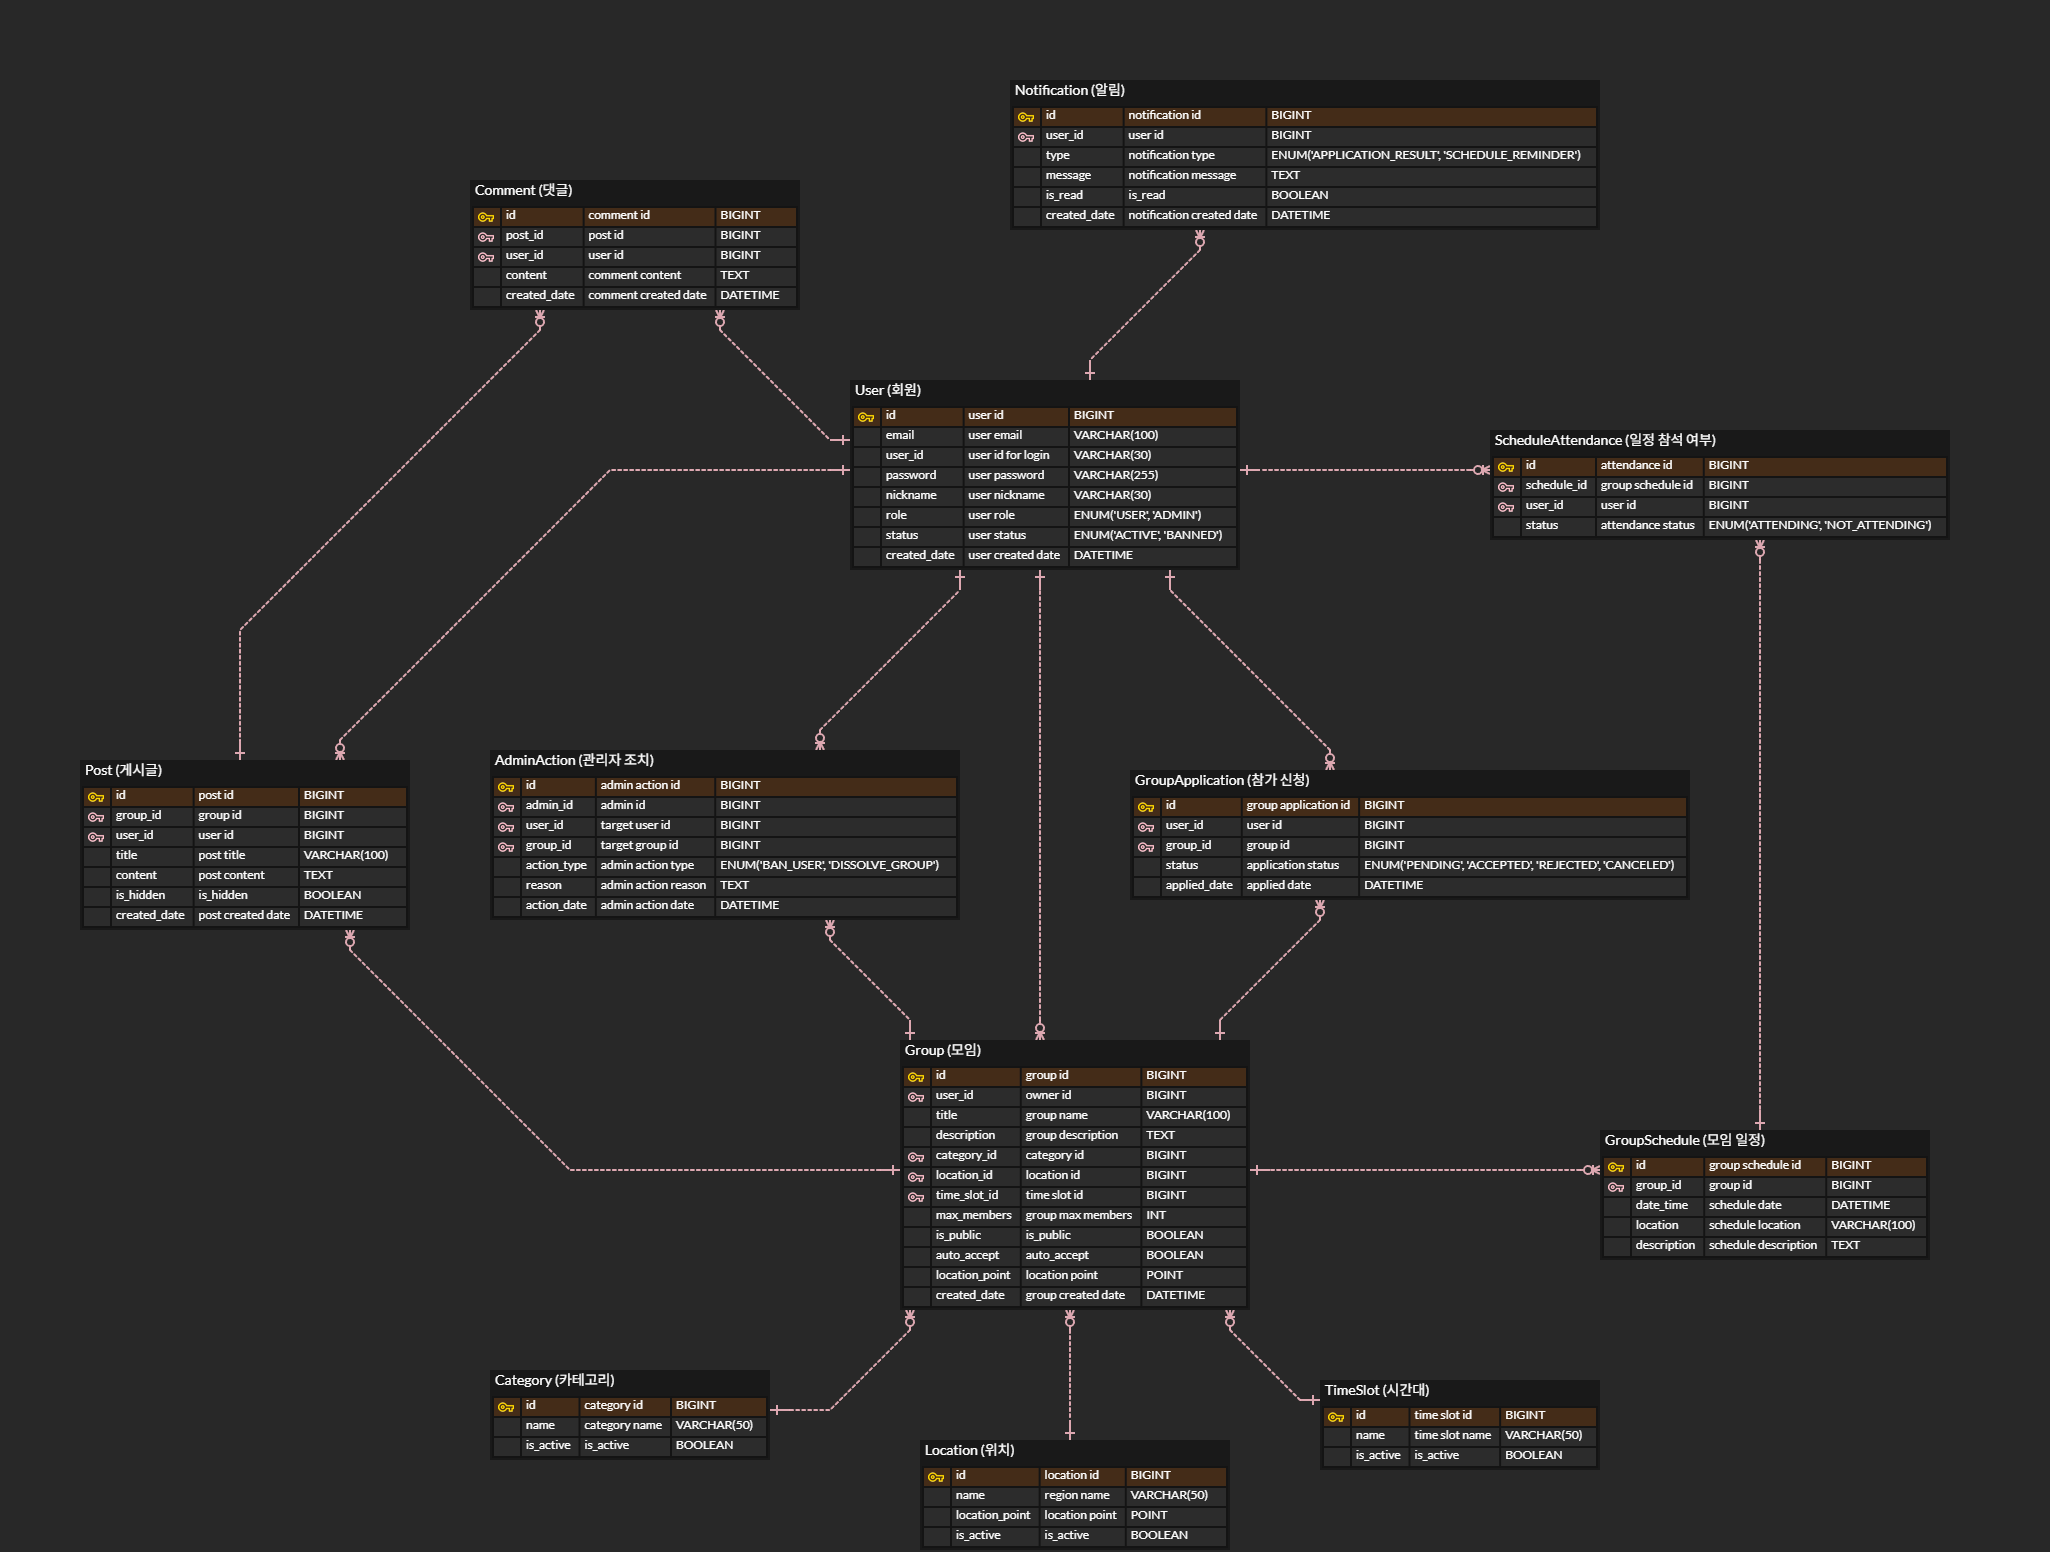 Notification (알림)
id notification id BIGINT
user_id user id BIGINT
type notification type ENUM('APPLICATION_RESULT', 'SCHEDULE_REMINDER')
message notification message TEXT
is_read is_read BOOLEAN
created_date notification created date DATETIME
Comment (댓글)
id comment id BIGINT
post_id post id BIGINT
user_id user id BIGINT
content comment content TEXT
created_date comment created date DATETIME
User (회원)
id user id BIGINT
email user email VARCHAR(100)
user_id user id for login VARCHAR(30)
password user password VARCHAR(255)
nickname user nickname VARCHAR(30)
role user role ENUM('USER', 'ADMIN')
status user status ENUM('ACTIVE', 'BANNED')
created_date user created date DATETIME
ScheduleAttendance (일정 참석 여부)
id attendance id BIGINT
schedule_id group schedule id BIGINT
user_id user id BIGINT
status attendance status ENUM('ATTENDING', 'NOT_ATTENDING')
Post (게시글)
id post id BIGINT
group_id group id BIGINT
user_id user id BIGINT
title post title VARCHAR(100)
content post content TEXT
is_hidden is_hidden BOOLEAN
created_date post created date DATETIME
AdminAction (관리자 조치)
id admin action id BIGINT
admin_id admin id BIGINT
user_id target user id BIGINT
group_id target group id BIGINT
action_type admin action type ENUM('BAN_USER', 'DISSOLVE_GROUP')
reason admin action reason TEXT
action_date admin action date DATETIME
GroupApplication (참가 신청)
id group application id BIGINT
user_id user id BIGINT
group_id group id BIGINT
status application status ENUM('PENDING', 'ACCEPTED', 'REJECTED', 'CANCELED')
applied_date applied date DATETIME
Group (모임)
id group id BIGINT
user_id owner id BIGINT
title group name VARCHAR(100)
description group description TEXT
category_id category id BIGINT
location_id location id BIGINT
time_slot_id time slot id BIGINT
max_members group max members INT
is_public is_public BOOLEAN
auto_accept auto_accept BOOLEAN
location_point location point POINT
created_date group created date DATETIME
GroupSchedule (모임 일정)
id group schedule id BIGINT
group_id group id BIGINT
date_time schedule date DATETIME
location schedule location VARCHAR(100)
description schedule description TEXT
Category (카테고리)
id category id BIGINT
name category name VARCHAR(50)
is_active is_active BOOLEAN
Location (위치)
id location id BIGINT
name region name VARCHAR(50)
location_point location point POINT
is_active is_active BOOLEAN
TimeSlot (시간대)
id time slot id BIGINT
name time slot name VARCHAR(50)
is_active is_active BOOLEAN